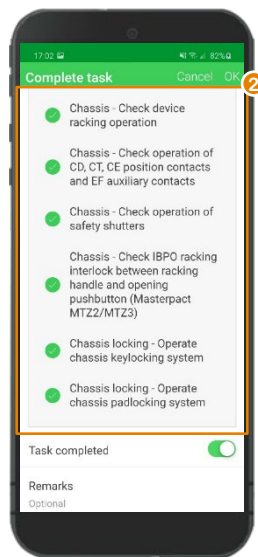 17:02 82%
Complete task Cancel OK
2
Chassis - Check device
racking operation
Chassis - Check operation of
CD, CT, CE position contacts
and EF auxiliary contacts
Chassis - Check operation of
safety shutters
Chassis - Check IBPO racking
interlock between racking
handle and opening
pushbutton (Masterpact
MTZ2/MTZ3)
Chassis locking - Operate
chassis keylocking system
Chassis locking - Operate
chassis padlocking system
Task completed
Remarks
Optional